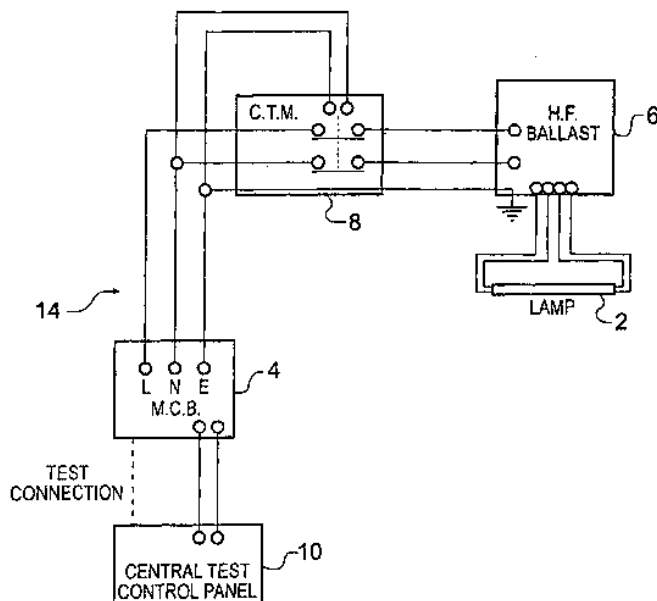 C.T.M.
H.F.
BALLAST
6
8
LAMP
2
14
L N E
M.C.B.
4
TEST
CONNECTION
10
CENTRAL TEST
CONTROL PANEL